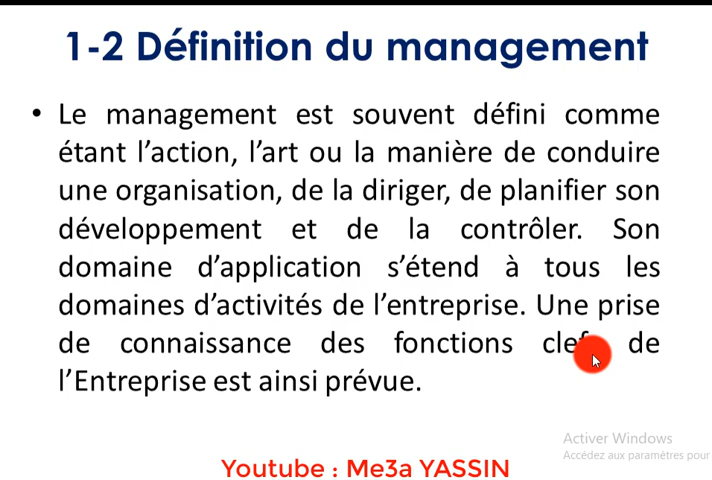 1-2 Définition du management
• Le management est souvent défini comme
étant l'action, l'art ou la manière de conduire
une organisation, de la diriger, de planifier son
développement et de la contrôler. Son
domaine d'application s'étend à tous les
domaines d'activités de l'entreprise. Une prise
de connaissance des fonctions de
l'Entreprise est ainsi prévue.
Activer Windows
Accédez aux paramètres pour
Youtube : Me3a YASSIN